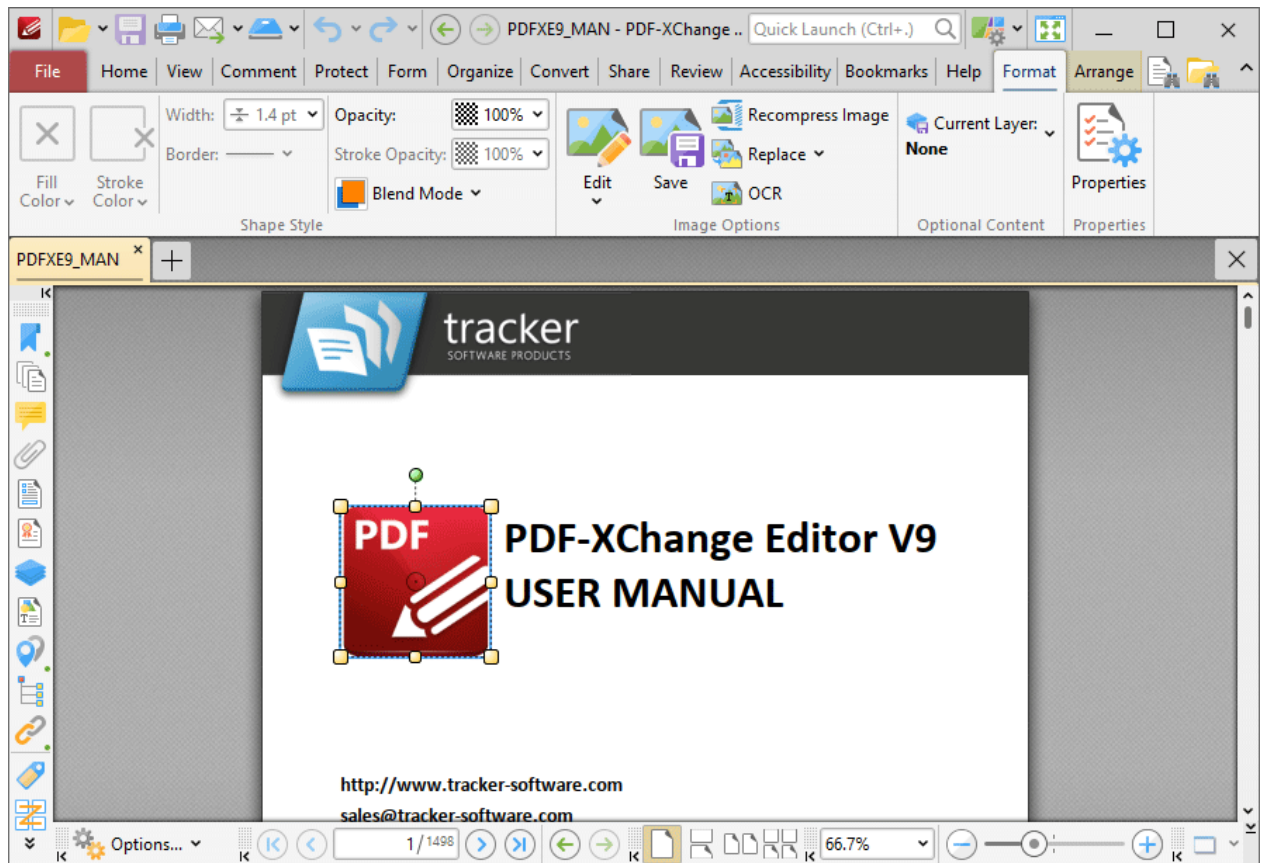 PDFXE9_MAN - PDF-XChange .. Quick Launch (Ctrl+.)
File Home View Comment Protect Form Organize Convert Share Review Accessibility Bookmarks Help Format Arrange
Width: 1.4 pt Opacity: 100% Recompress Image Current Layer:
Border: Stroke Opacity: 100% Replace None
Fill Color Stroke Color Blend Mode Edit Save OCR Properties
Shape Style Image Options Optional Content Properties
PDFXE9_MAN
tracker
SOFTWARE PRODUCTS
PDF
PDF-XChange Editor V9
USER MANUAL
http://www.tracker-software.com
sales@tracker-software.com
Options... 1/1498 66.7%